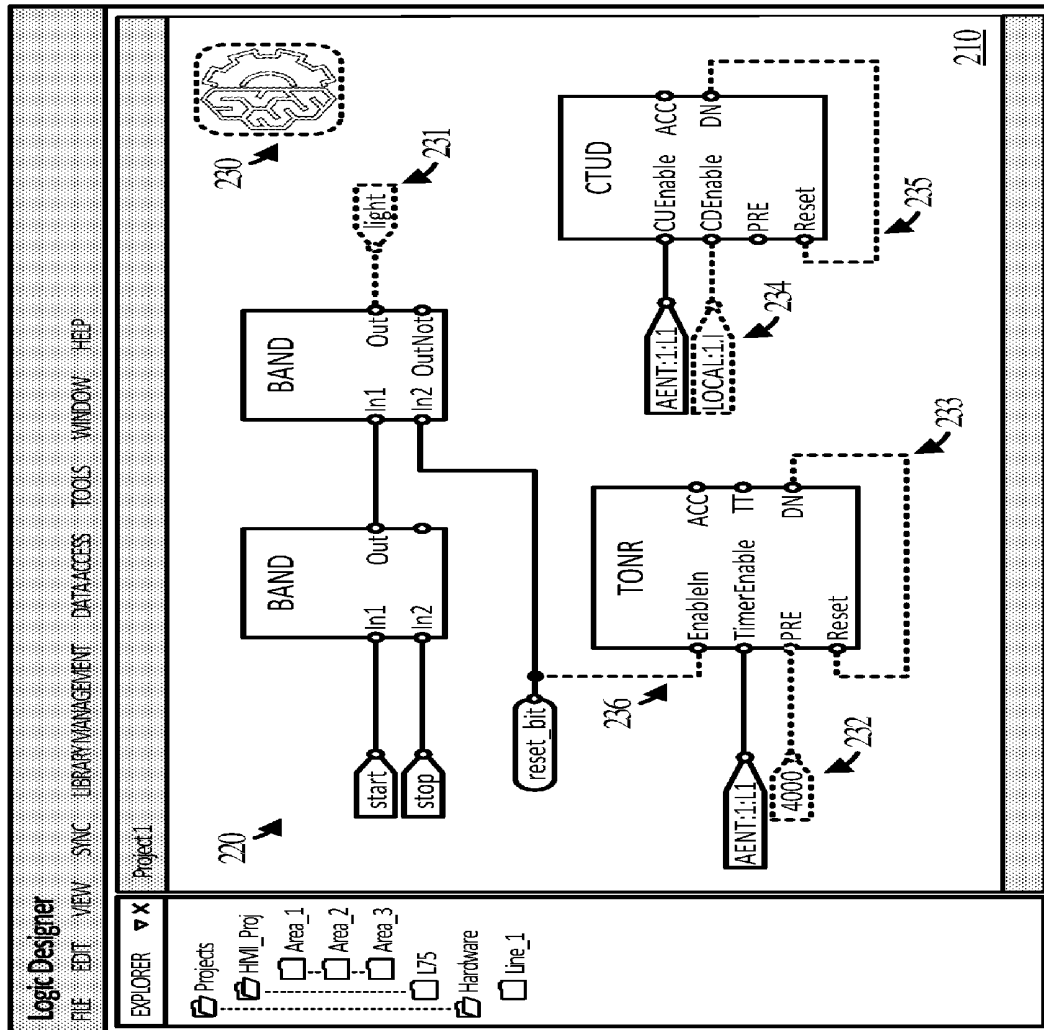 Logic Designer
FILE EDIT VIEW SYNC LIBRARY MANAGEMENT DATA ACCESS TOOLS WINDOW HELP
EXPLORER X
Projects
HMI_Proj
Area_1
Area_2
Area_3
L75
Hardware
Line_1
Project 1
220
start
stop
BAND
In1
In2
Out
BAND
In1
In2
Out
OutNot
light
231
230
reset_bit
236
AENT:1:L1
4000
232
TONR
EnableIn
TimerEnable
PRE
Reset
ACC
TT
DN
233
AENT:1:L1
LOCAL:1.I
234
CTUD
CUEnable
CDEnable
PRE
Reset
ACC
DN
235
210